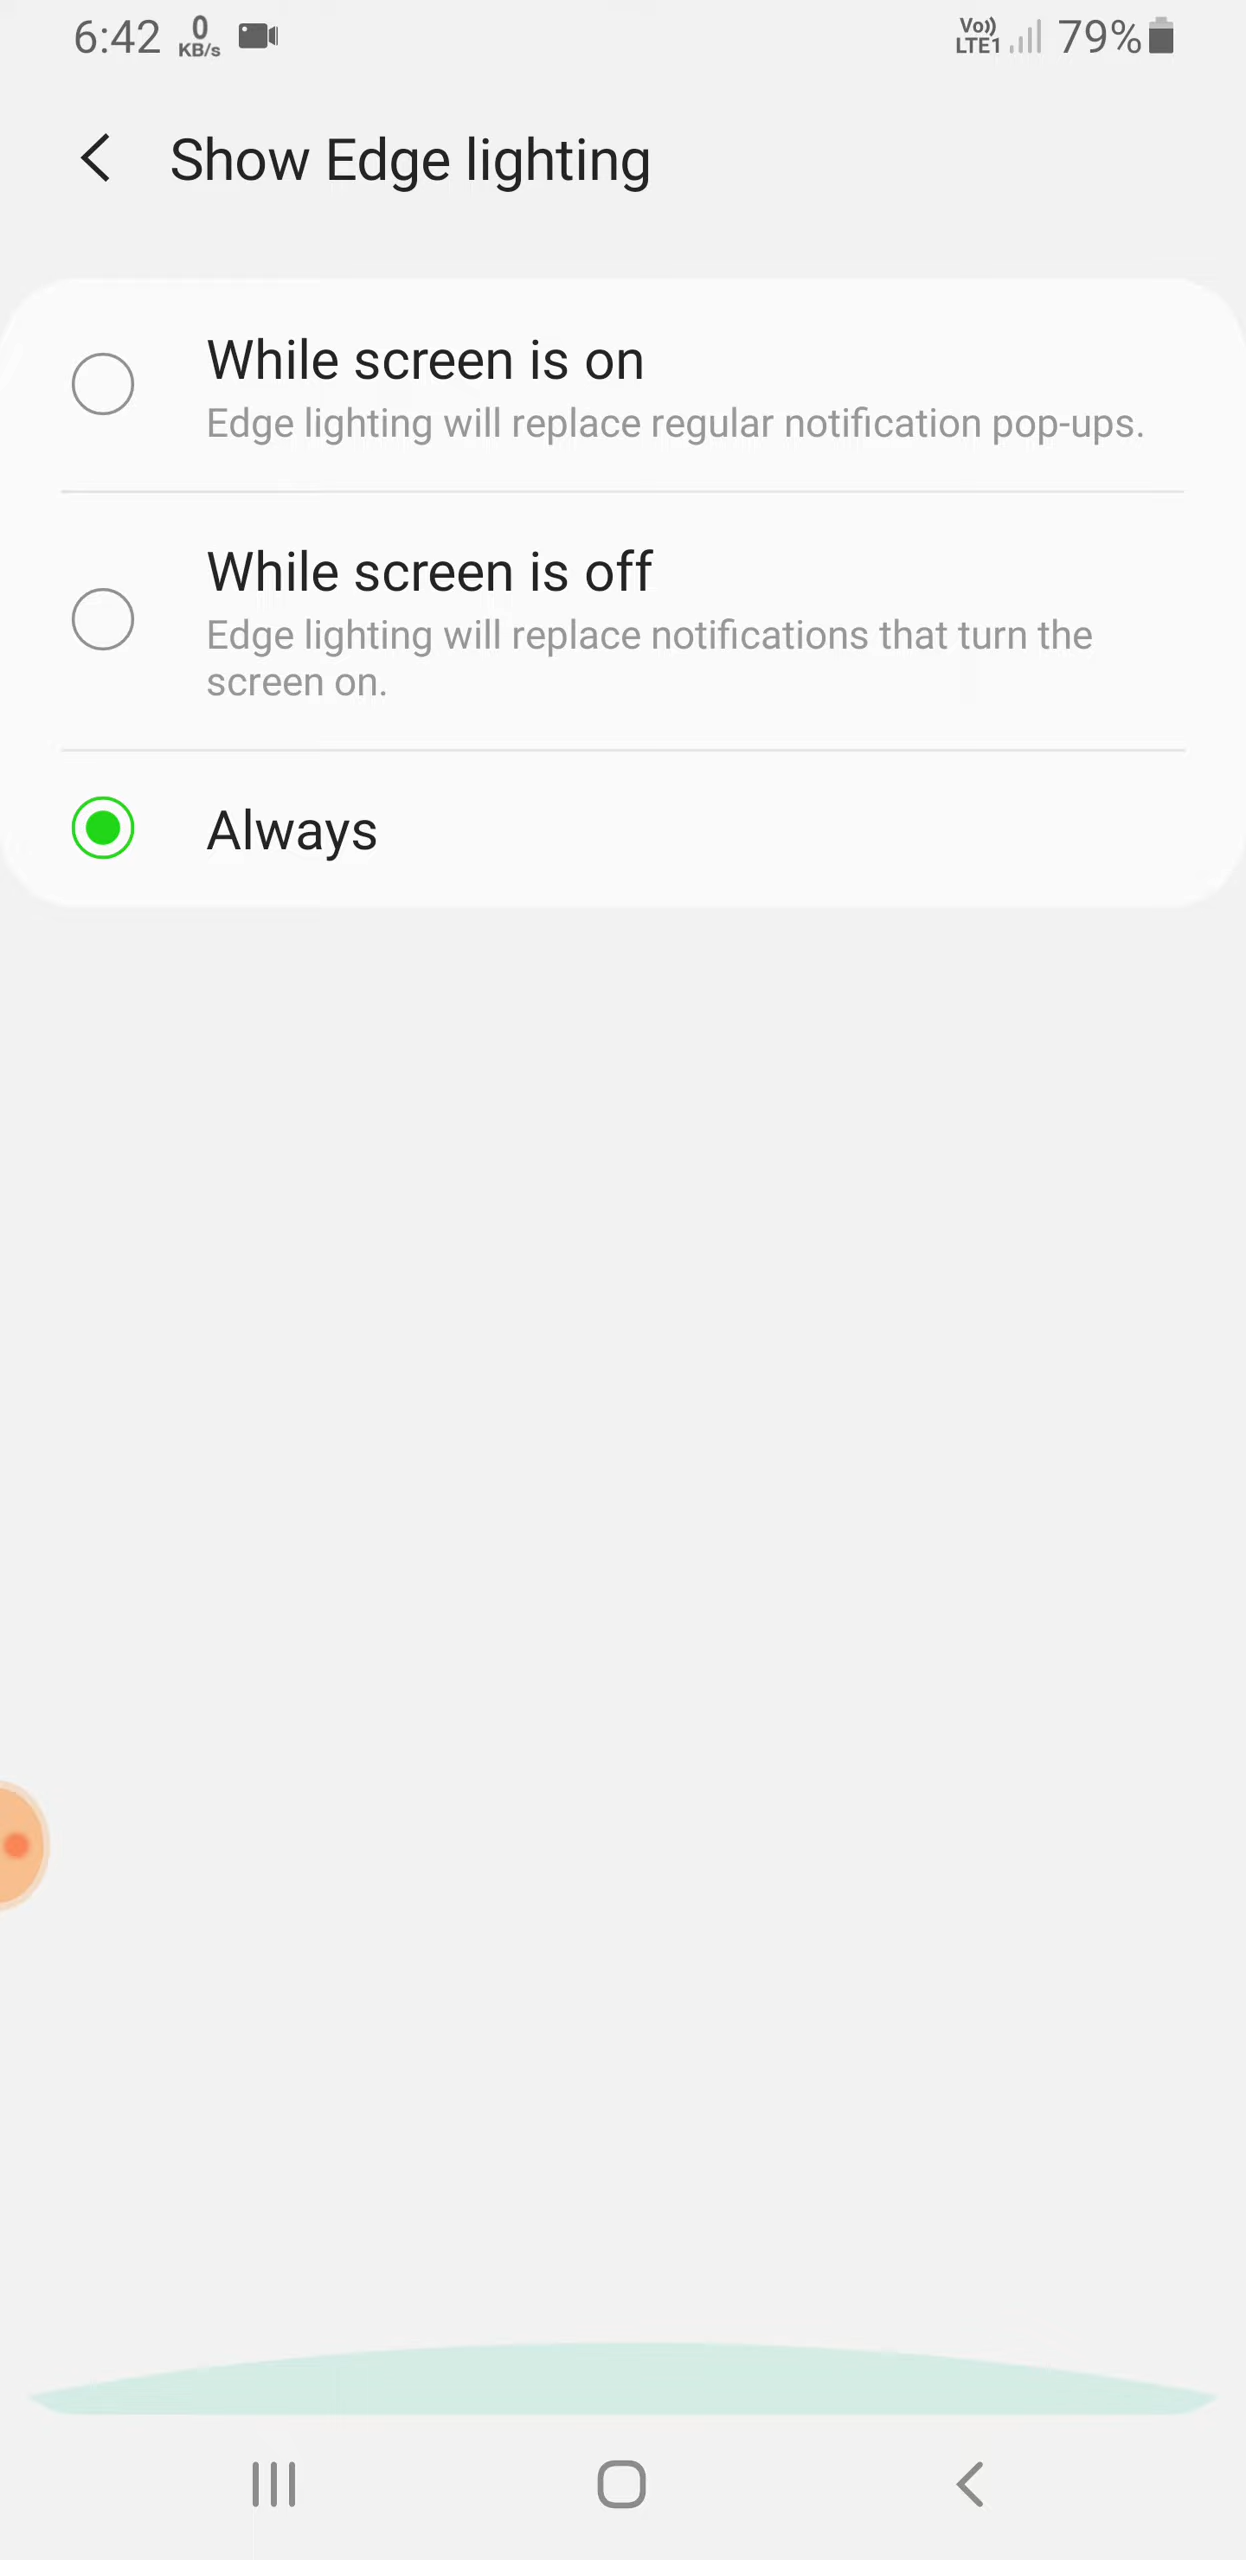 6:42 0 KB/s Vo)) LTE1 79%
Show Edge lighting
While screen is on
Edge lighting will replace regular notification pop-ups.
While screen is off
Edge lighting will replace notifications that turn the
screen on.
Always